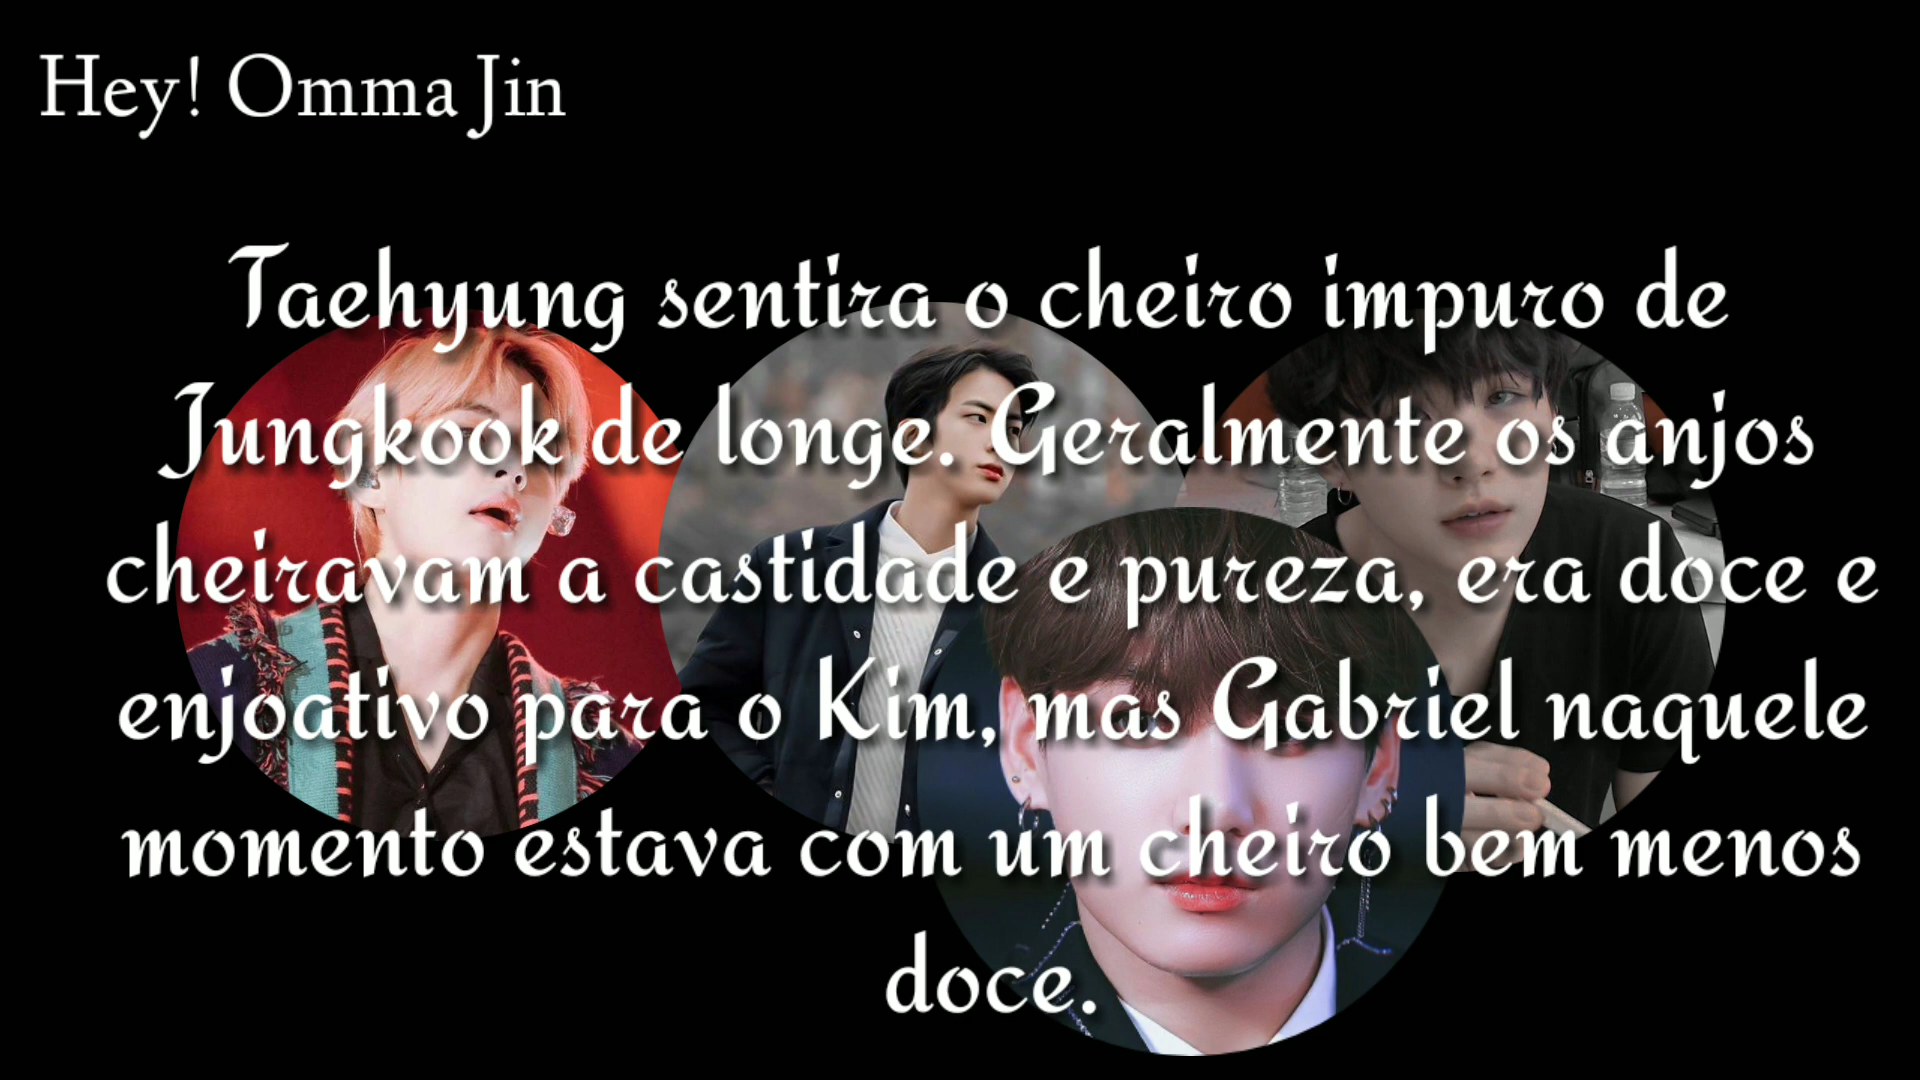 Hey! Omma Jin
Taehyung sentira o cheiro impuro de
Jungkook de longe. Geralmente os anjos
cheiravam a castidade e pureza, era doce e
enjoativo para o Kim, mas Gabriel naquele
momento estava com um cheiro bem menos
doce.